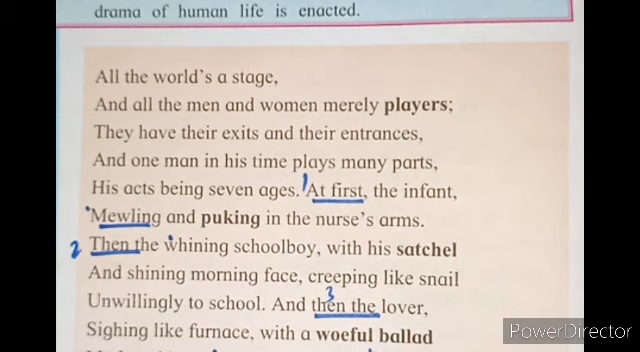 drama of human life is enacted.
All the world's a stage,
And all the men and women merely players;
They have their exits and their entrances,
And one man in his time plays many parts,
His acts being seven ages. 1 At first, the infant,
Mewling and puking in the nurse's arms.
2 Then the whining schoolboy, with his satchel
And shining morning face, creeping like snail
3
Unwillingly to school. And then the lover,
Sighing like furnace, with a woeful ballad
PowerDirector